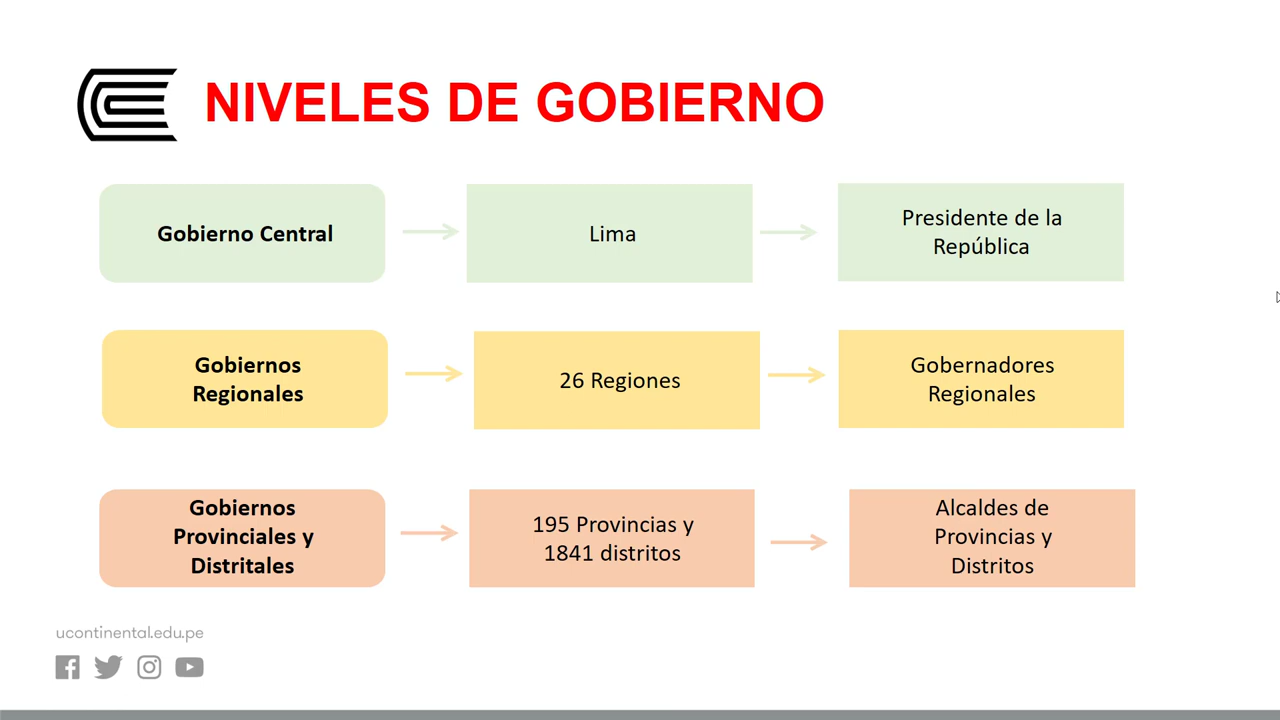 NIVELES DE GOBIERNO
Gobierno Central
Lima
Presidente de la
República
Gobiernos
Regionales
26 Regiones
Gobernadores
Regionales
Gobiernos
Provinciales y
Distritales
195 Provincias y
1841 distritos
Alcaldes de
Provincias y
Distritos
ucontinental.edu.pe